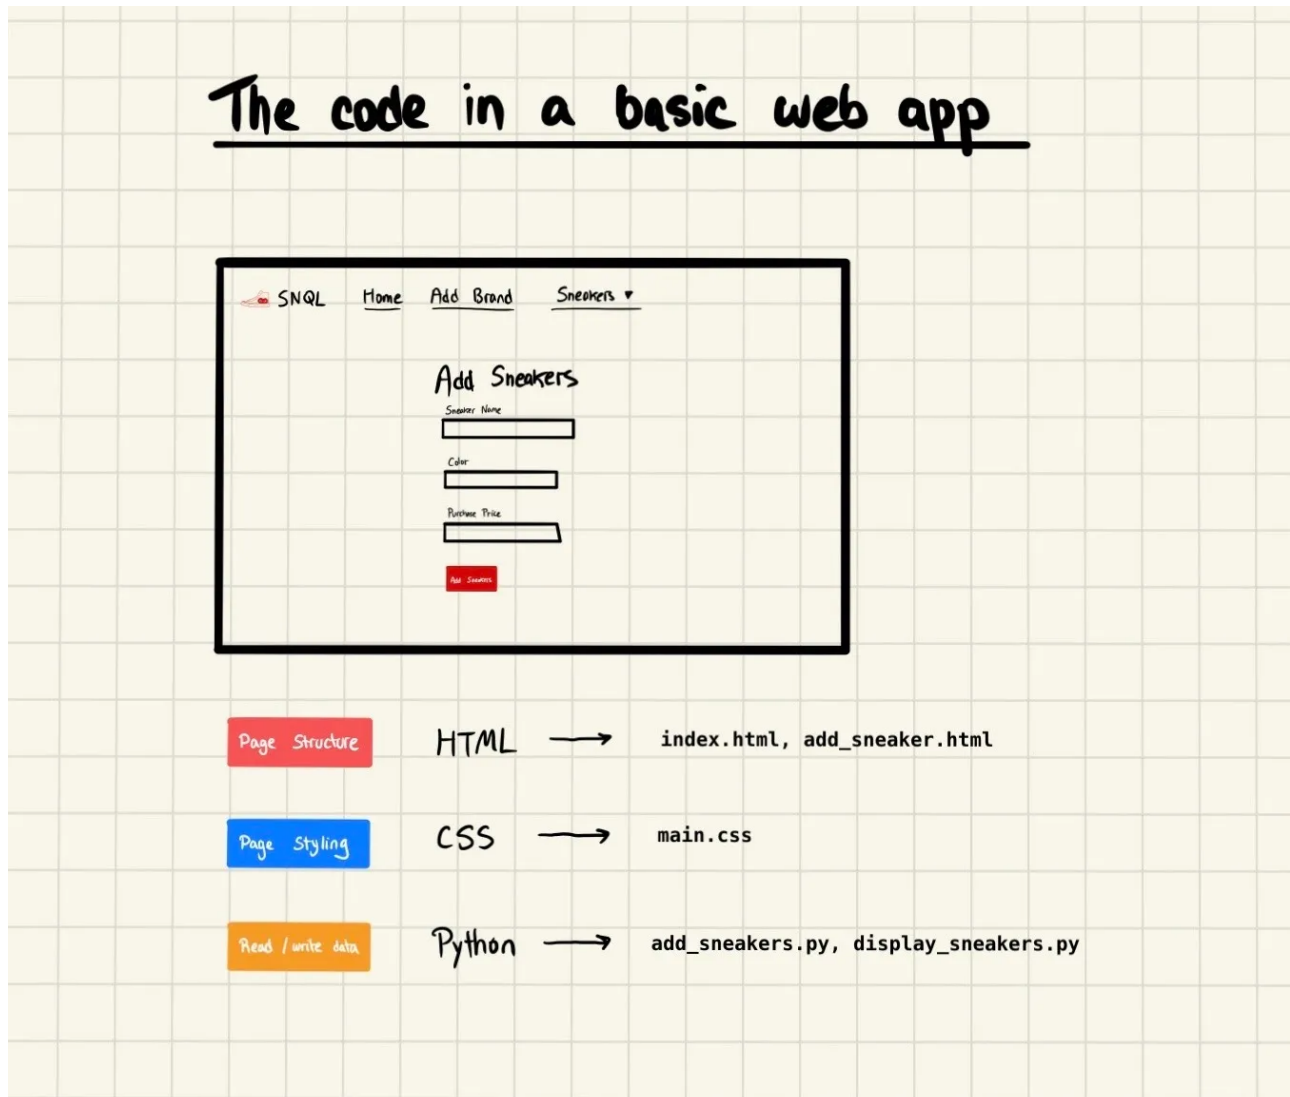 The code in a basic web app
SNQL Home Add Brand Sneakers ▼
Add Sneakers
Sneaker Name
Color
Purchase Price
Add Sneakers
Page Structure HTML → index.html, add_sneaker.html
Page Styling CSS → main.css
Read / write data Python → add_sneakers.py, display_sneakers.py